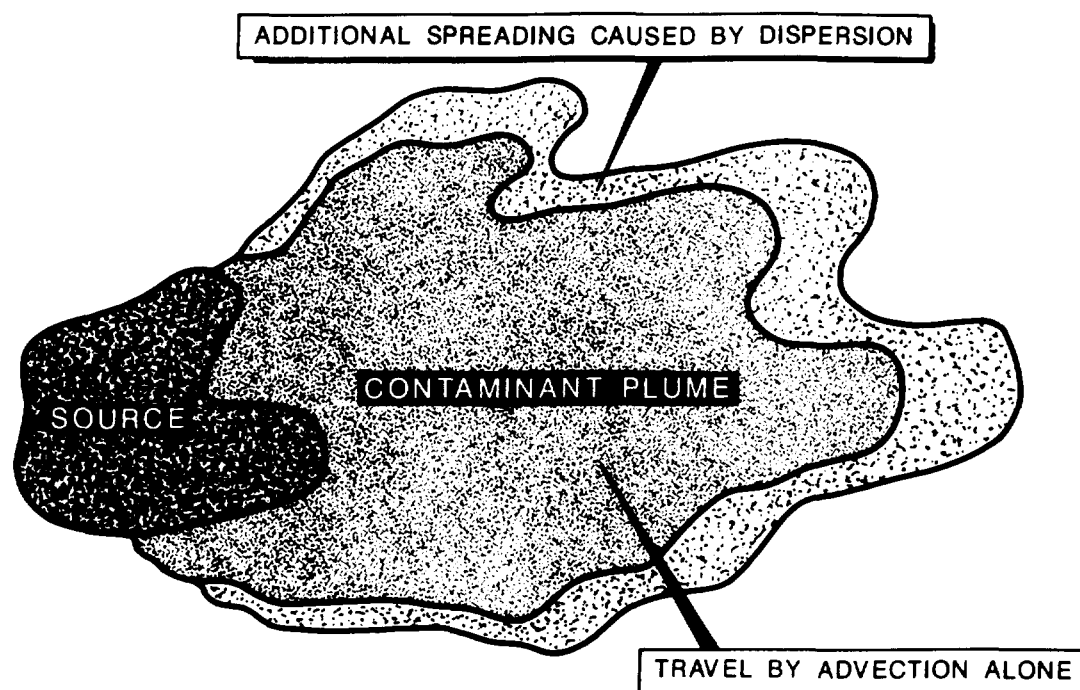 ADDITIONAL SPREADING CAUSED BY DISPERSION
CONTAMINANT PLUME
SOURCE
TRAVEL BY ADVECTION ALONE